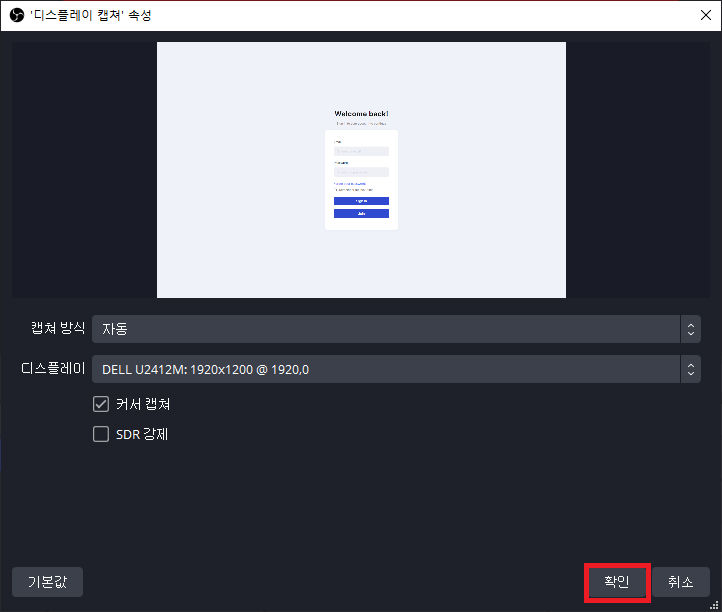 '디스플레이 캡쳐' 속성
Welcome back!
캡쳐 방식
자동
디스플레이
DELL U2412M: 1920x1200 @ 1920,0
커서 캡쳐
SDR 강제
기본값
확인
취소